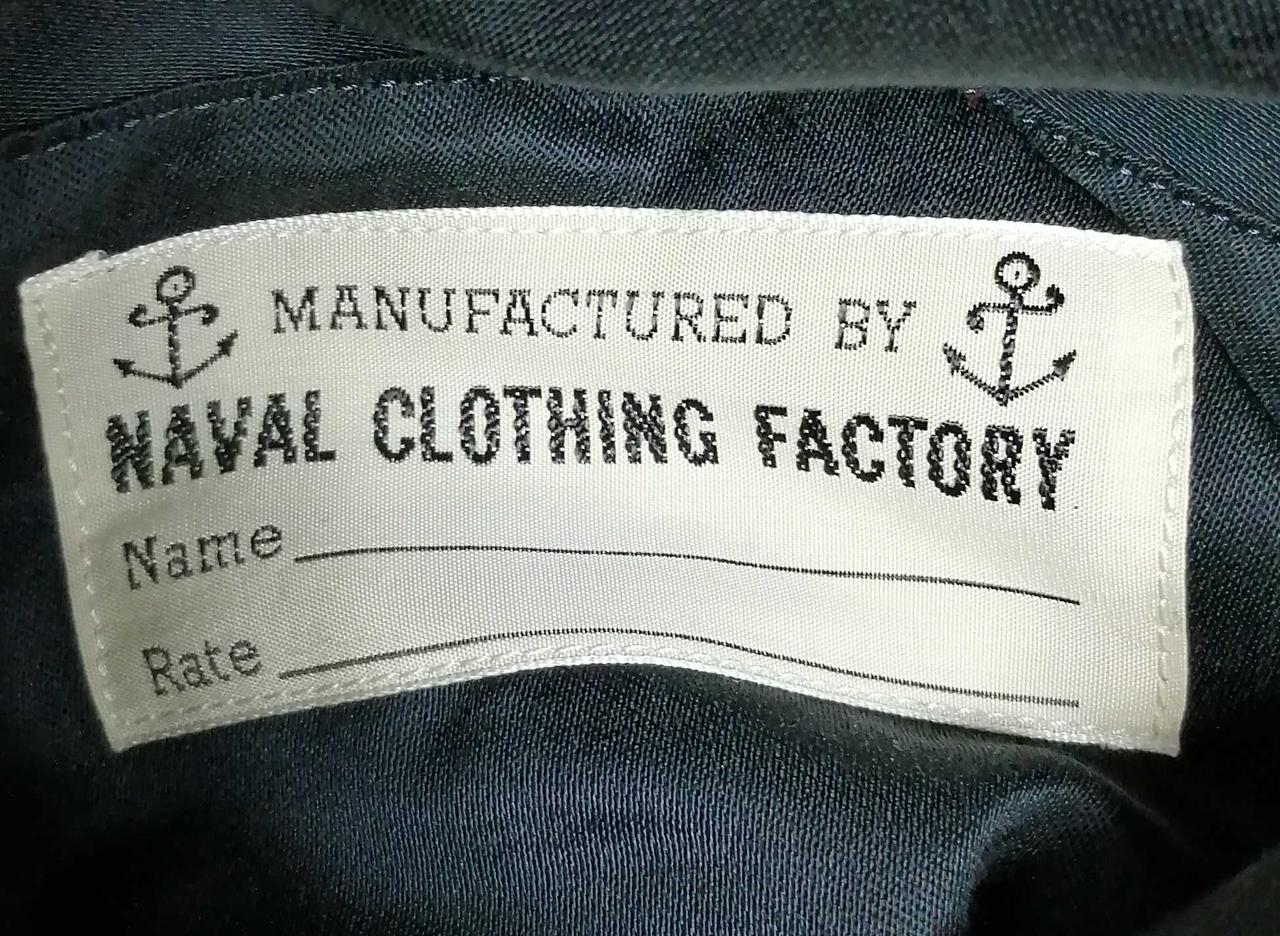 MANUFACTURED BY
NAVAL CLOTHING FACTORY
Name
Rate